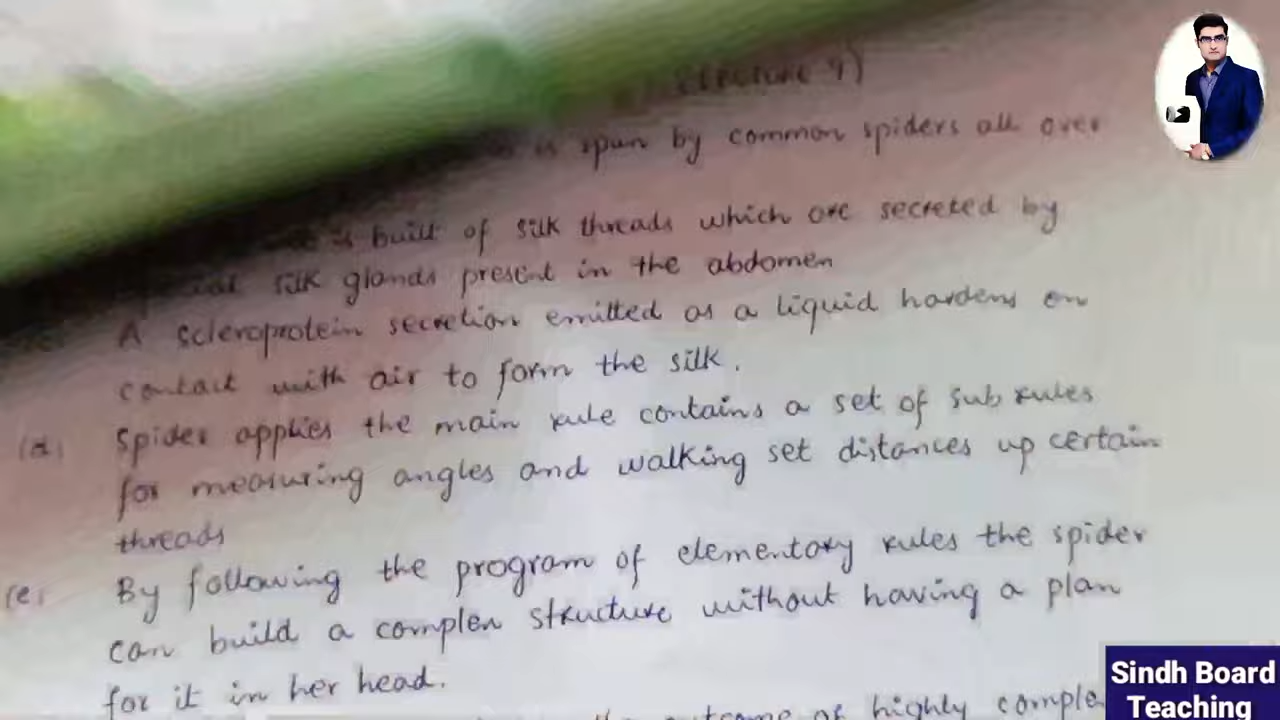 (Lecture 9)
is spun by common spiders all over
is built of silk threads which are secreted by
silk glands present in the abdomen
A scleroprotein secretion emitted as a liquid hardens on
contact with air to form the silk.
(d) Spider applies the main rule contains a set of sub rules
for measuring angles and walking set distances up certain
threads
(e) By following the program of elementary rules the spider
can build a complex structure without having a plan
for it in her head.
outcome of highly
Sindh Board
Teaching